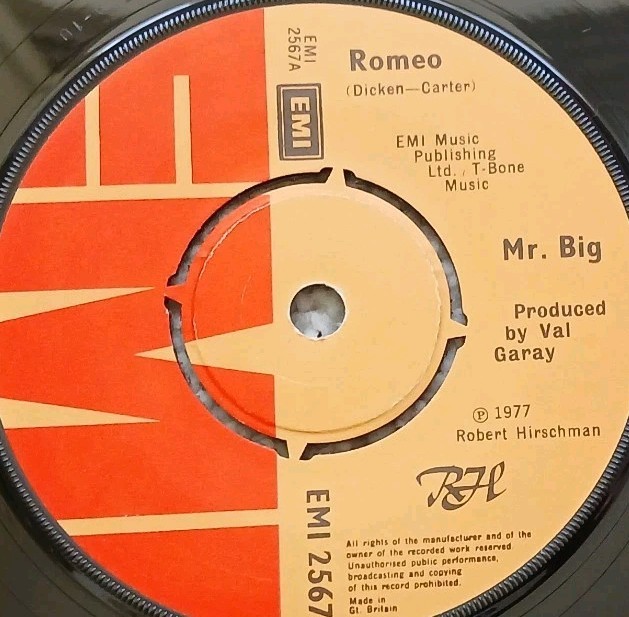 EMI
2567A
EMI
Romeo
(Dicken—Carter)
EMI Music
Publishing
Ltd., T-Bone
Music
Mr. Big
Produced
by Val
Garay
Ⓟ 1977
Robert Hirschman
RH
EMI 2567
All rights of the manufacturer and of the
owner of the recorded work reserved.
Unauthorised public performance,
broadcasting and copying
of this record prohibited.
Made in
Gt. Britain
EMI